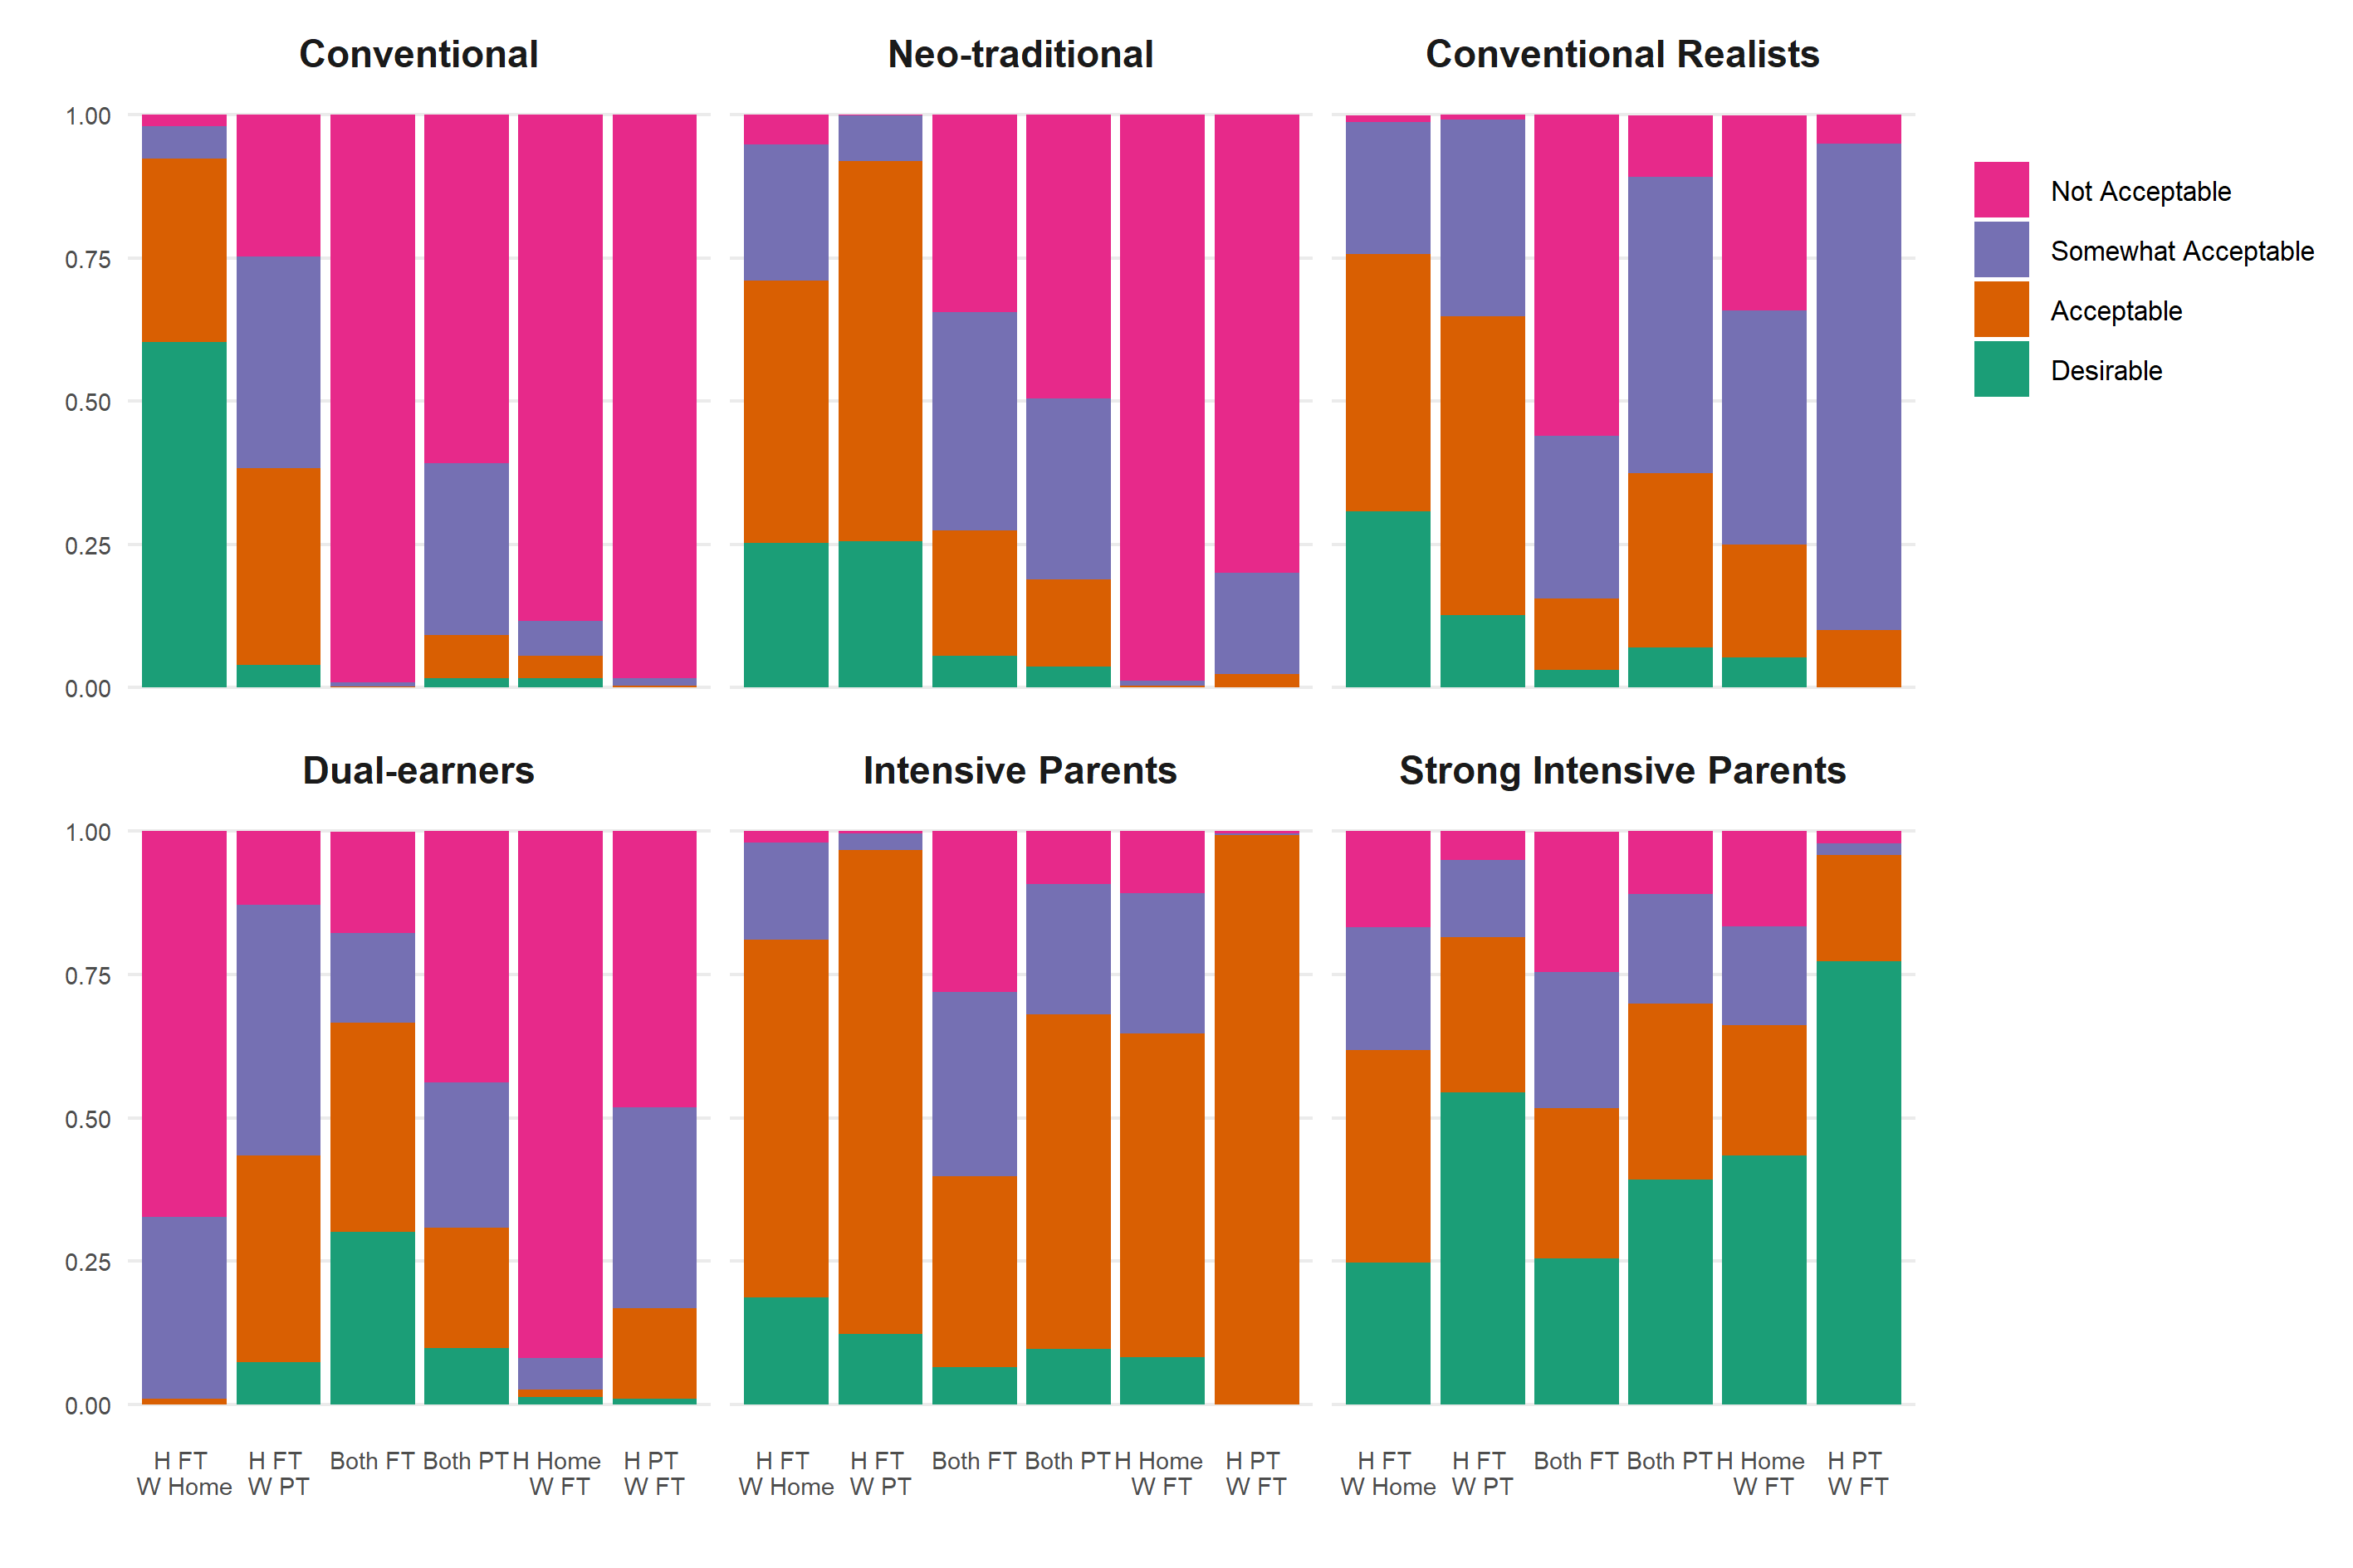 Conventional
Neo-traditional
Conventional Realists
1.00
0.75
0.50
0.25
0.00
Not Acceptable
Somewhat Acceptable
Acceptable
Desirable
Dual-earners
Intensive Parents
Strong Intensive Parents
1.00
0.75
0.50
0.25
0.00
H FT
W Home
H FT
W PT
Both FT
Both PT
H Home
W FT
H PT
W FT
H FT
W Home
H FT
W PT
Both FT
Both PT
H Home
W FT
H PT
W FT
H FT
W Home
H FT
W PT
Both FT
Both PT
H Home
W FT
H PT
W FT